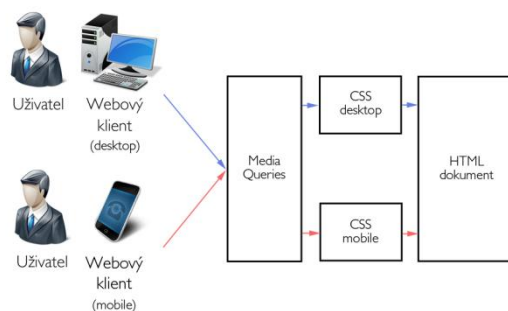 Uživatel
Webový
klient
(desktop)
Uživatel
Webový
klient
(mobile)
Media
Queries
CSS
desktop
CSS
mobile
HTML
dokument